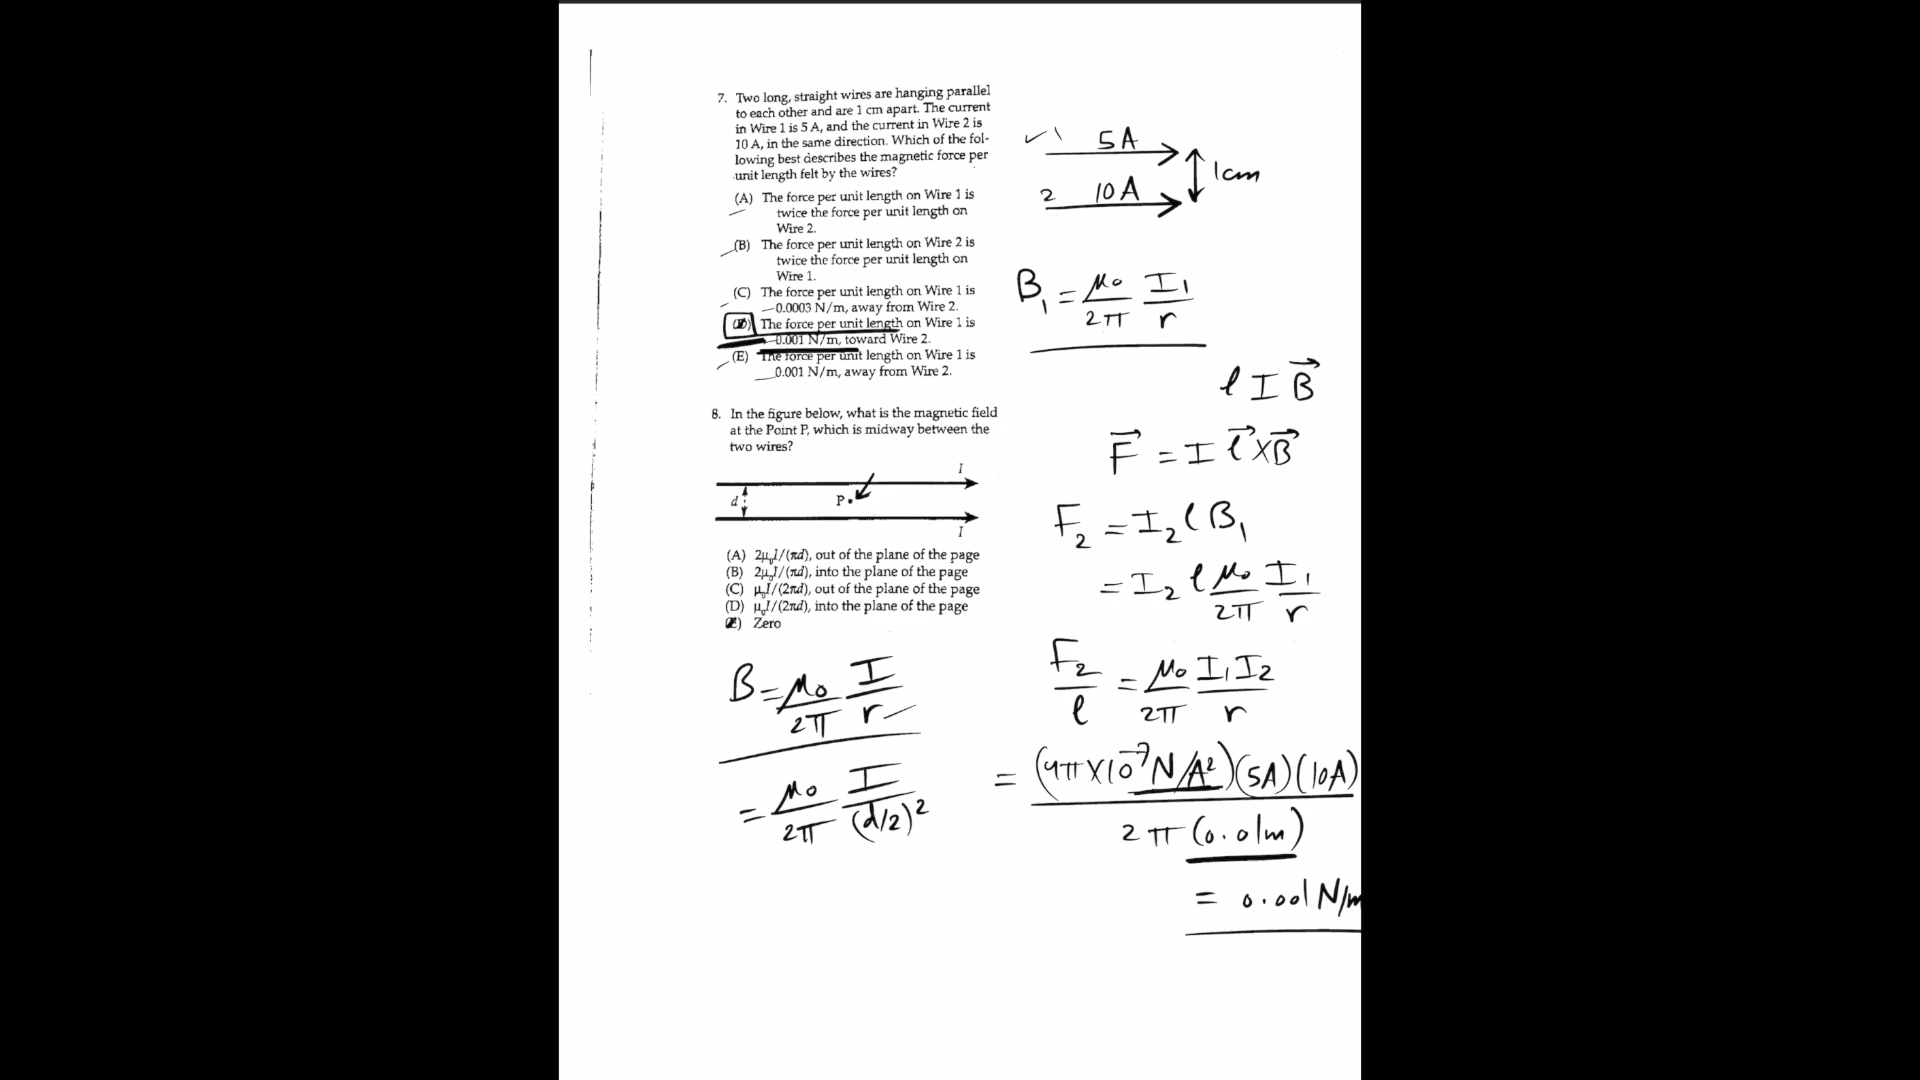 7. Two long, straight wires are hanging parallel
to each other and are 1 cm apart. The current
in Wire 1 is 5 A, and the current in Wire 2 is
10 A, in the same direction. Which of the fol-
lowing best describes the magnetic force per
unit length felt by the wires?
(A) The force per unit length on Wire 1 is
twice the force per unit length on
Wire 2.
(B) The force per unit length on Wire 2 is
twice the force per unit length on
Wire 1.
(C) The force per unit length on Wire 1 is
0.0003 N/m, away from Wire 2.
(D) The force per unit length on Wire 1 is
0.001 N/m, toward Wire 2.
(E) The force per unit length on Wire 1 is
0.001 N/m, away from Wire 2.
8. In the figure below, what is the magnetic field
at the Point P, which is midway between the
two wires?
I
d
P.
I
(A) 2μ₀I/(πd), out of the plane of the page
(B) 2μ₀I/(πd), into the plane of the page
(C) μ₀I/(2πd), out of the plane of the page
(D) μ₀I/(2πd), into the plane of the page
(E) Zero
B = μ₀/2π I/r
= μ₀/2π I/(d/2)²
1 5A
2 10A
1cm
B₁ = μ₀/2π I₁/r
l I B⃗
F⃗ = I l⃗ × B⃗
F₂ = I₂ l B₁
= I₂ l μ₀/2π I₁/r
F₂/l = μ₀/2π I₁I₂/r
= (4π×10⁻⁷ N/A²)(5A)(10A) / 2π(0.01m)
= 0.001 N/m